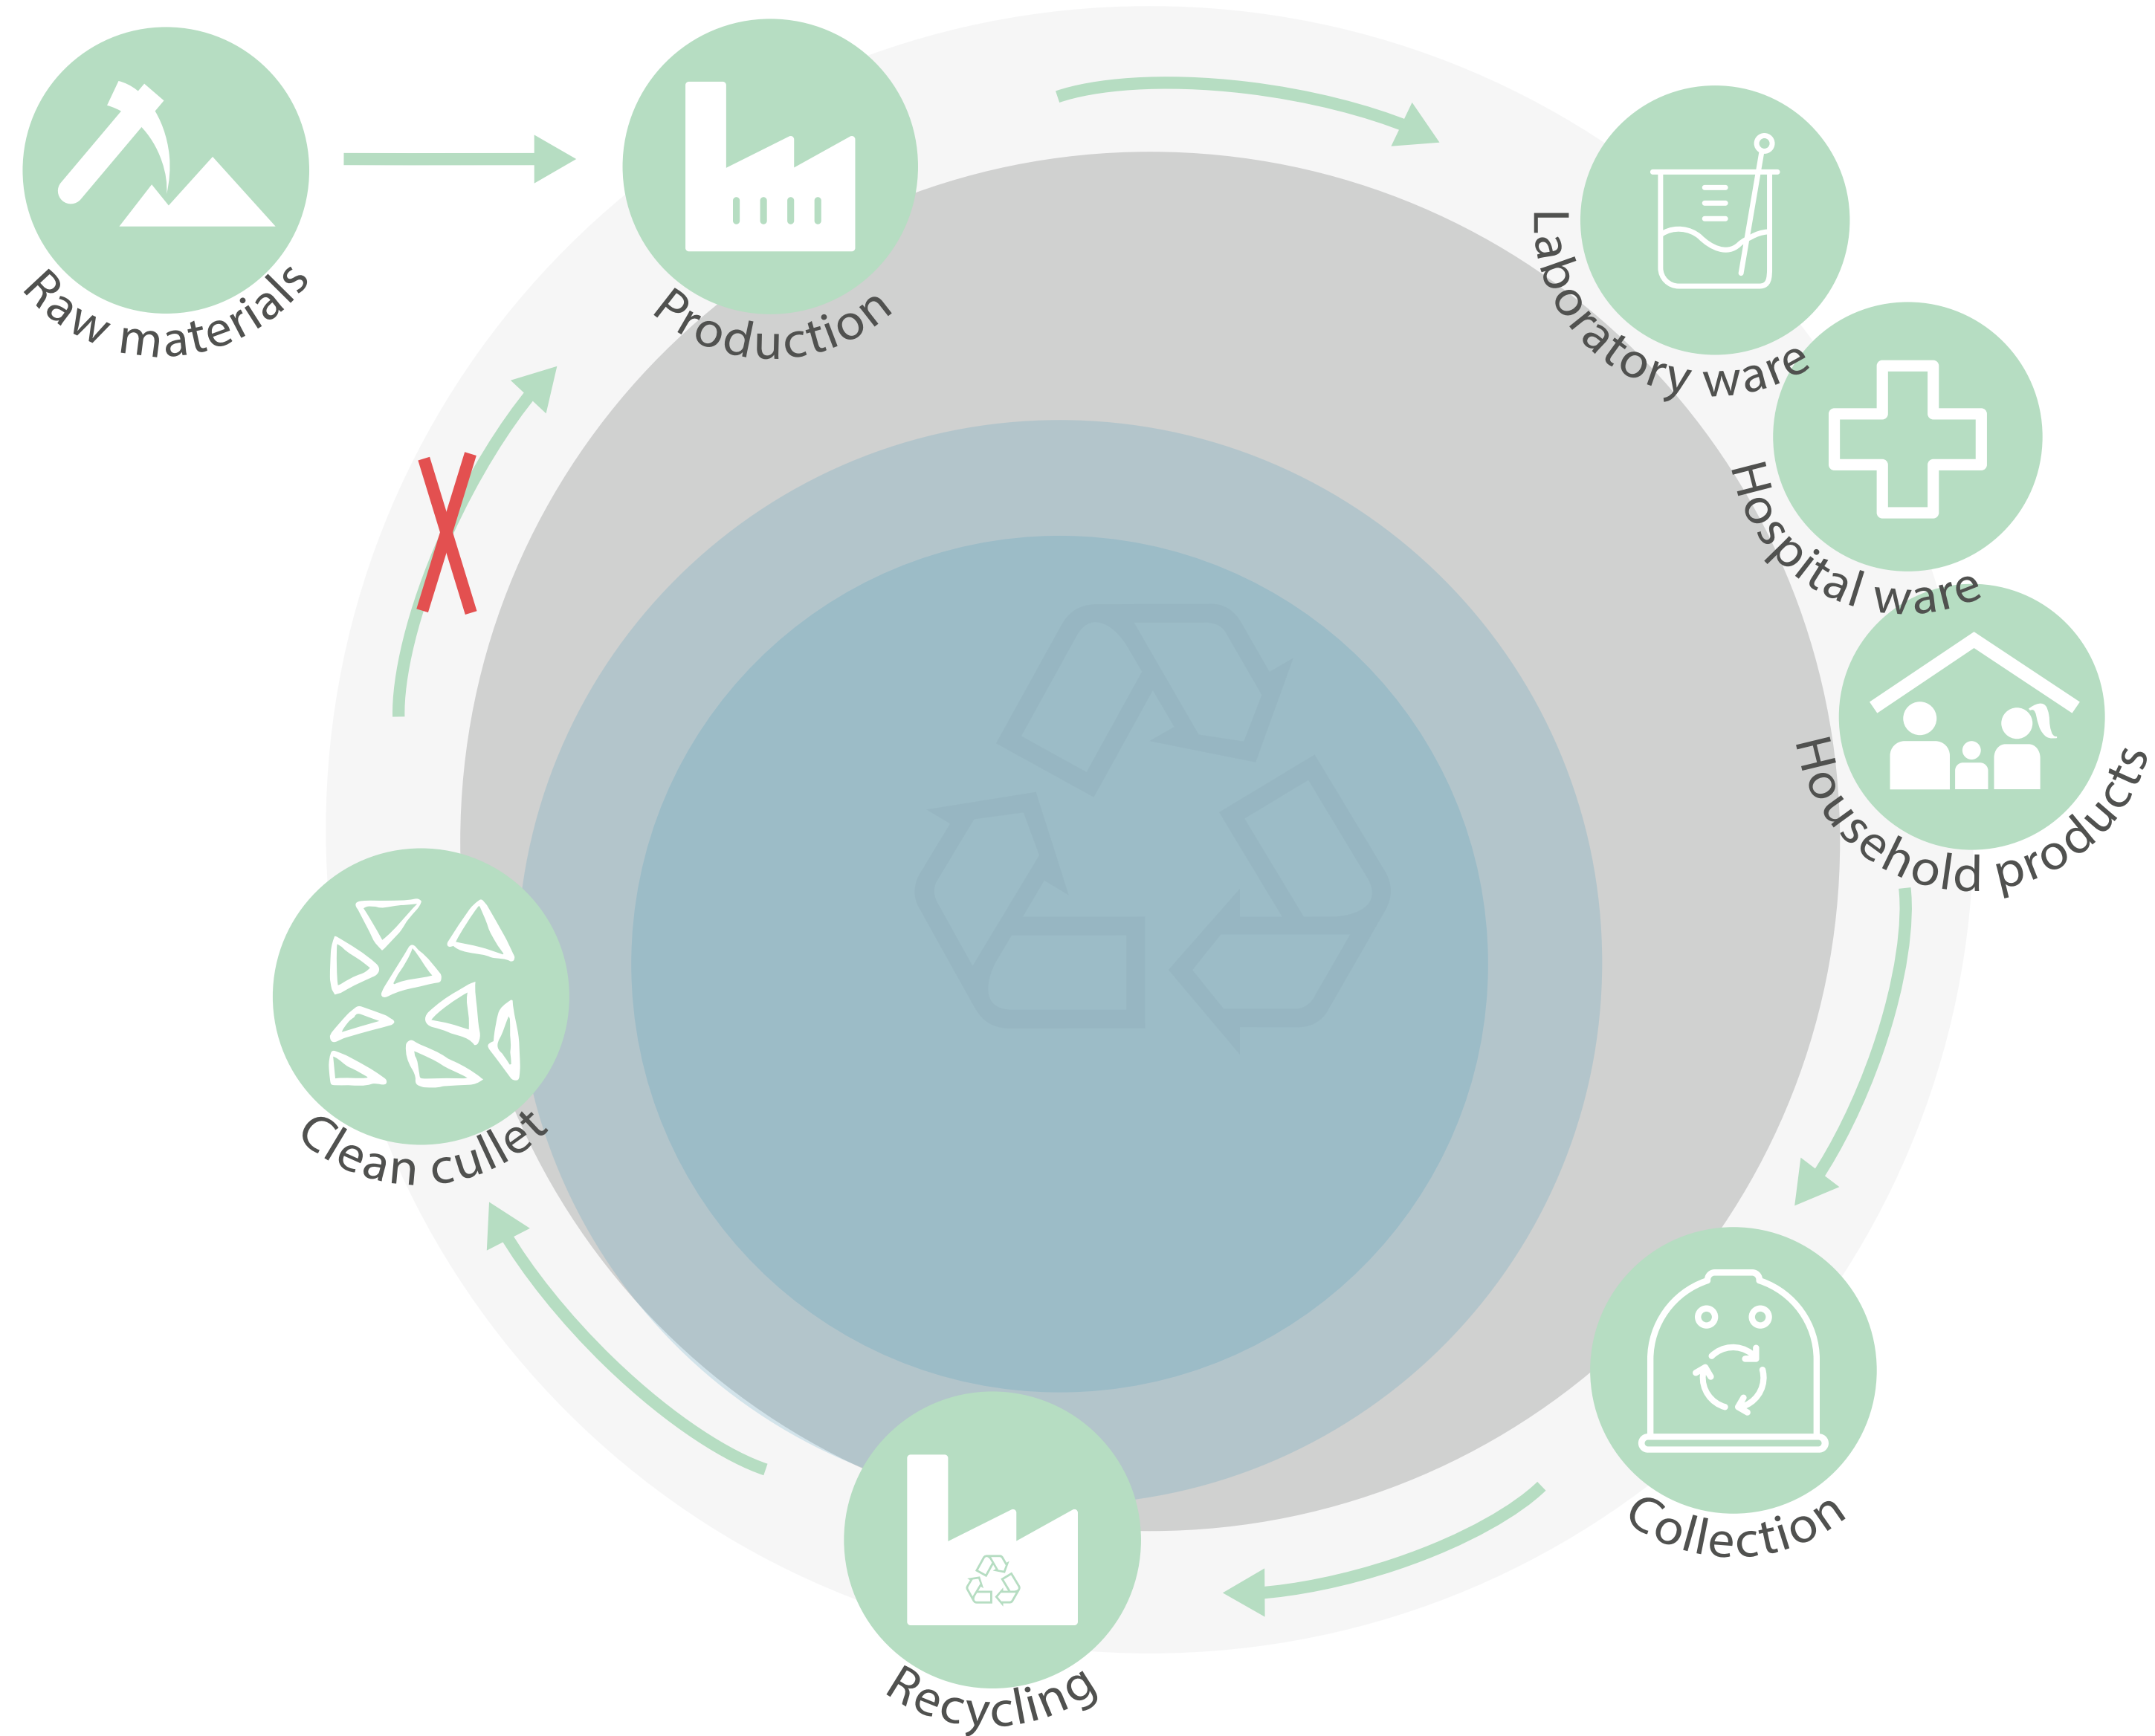 Raw materials
Production
Laboratory ware
Hospital ware
Household products
Collection
Recycling
Clean cullet